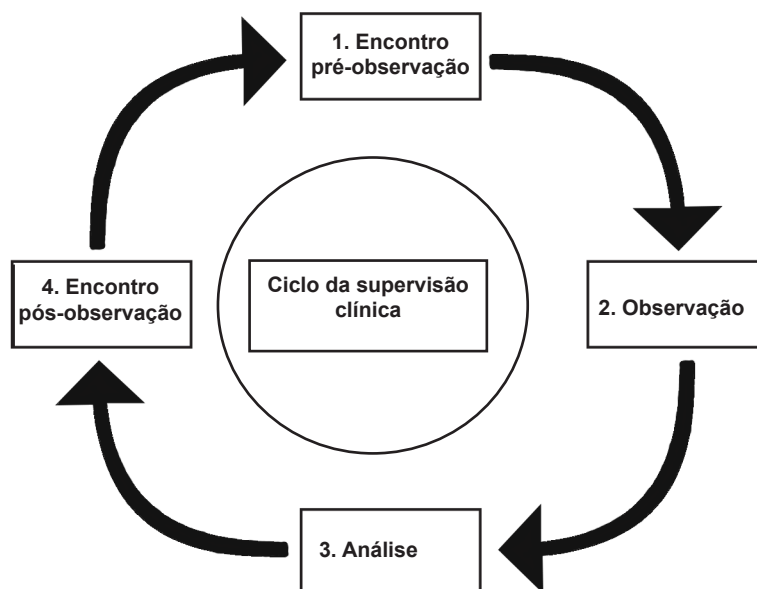 1. Encontro
pré-observação
2. Observação
3. Análise
4. Encontro
pós-observação
Ciclo da supervisão
clínica